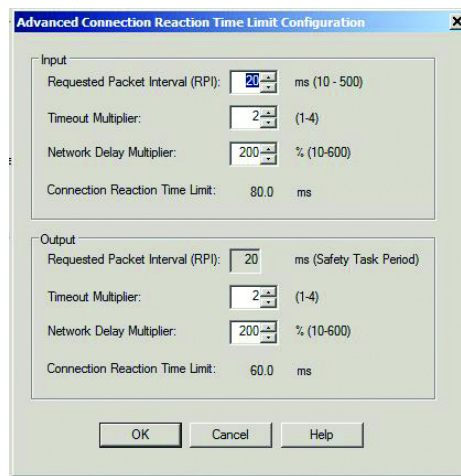 Advanced Connection Reaction Time Limit Configuration
Input
Requested Packet Interval (RPI): 20 ms (10 - 500)
Timeout Multiplier: 2 (1-4)
Network Delay Multiplier: 200 % (10-600)
Connection Reaction Time Limit: 80.0 ms
Output
Requested Packet Interval (RPI): 20 ms (Safety Task Period)
Timeout Multiplier: 2 (1-4)
Network Delay Multiplier: 200 % (10-600)
Connection Reaction Time Limit: 60.0 ms
OK Cancel Help